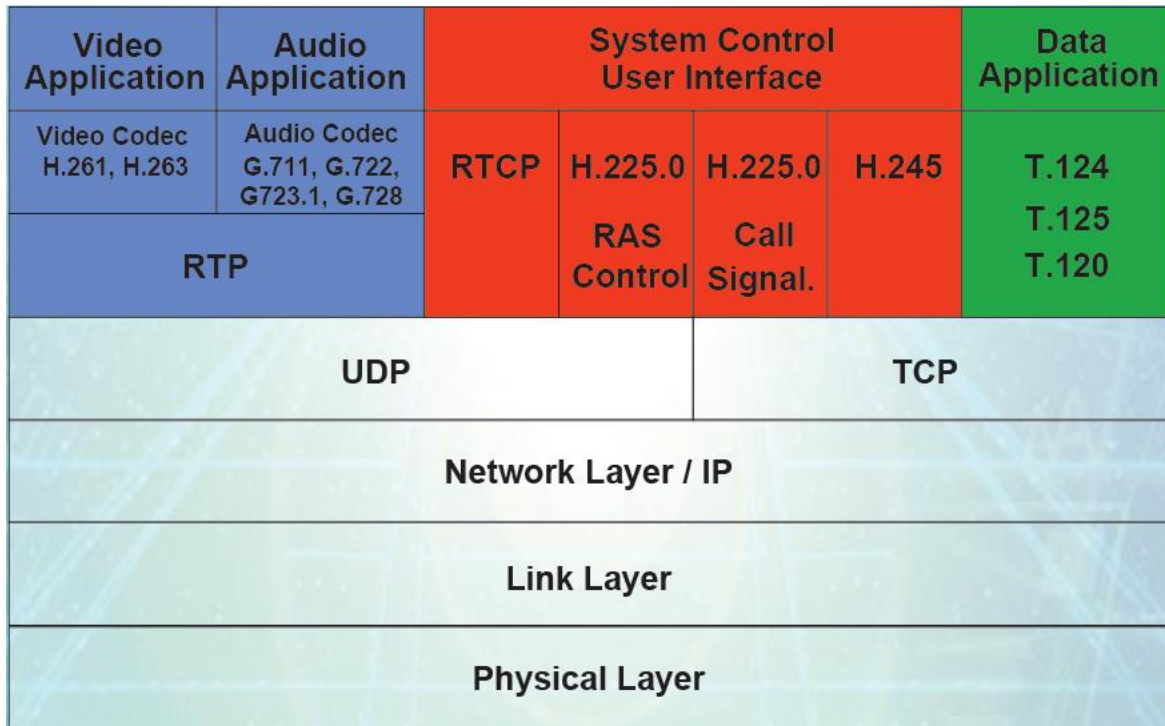 Video
Application
Audio
Application
System Control
User Interface
Data
Application
Video Codec
H.261, H.263
Audio Codec
G.711, G.722,
G723.1, G.728
RTP
RTCP
H.225.0
RAS
Control
H.225.0
Call
Signal.
H.245
T.124
T.125
T.120
UDP
TCP
Network Layer / IP
Link Layer
Physical Layer